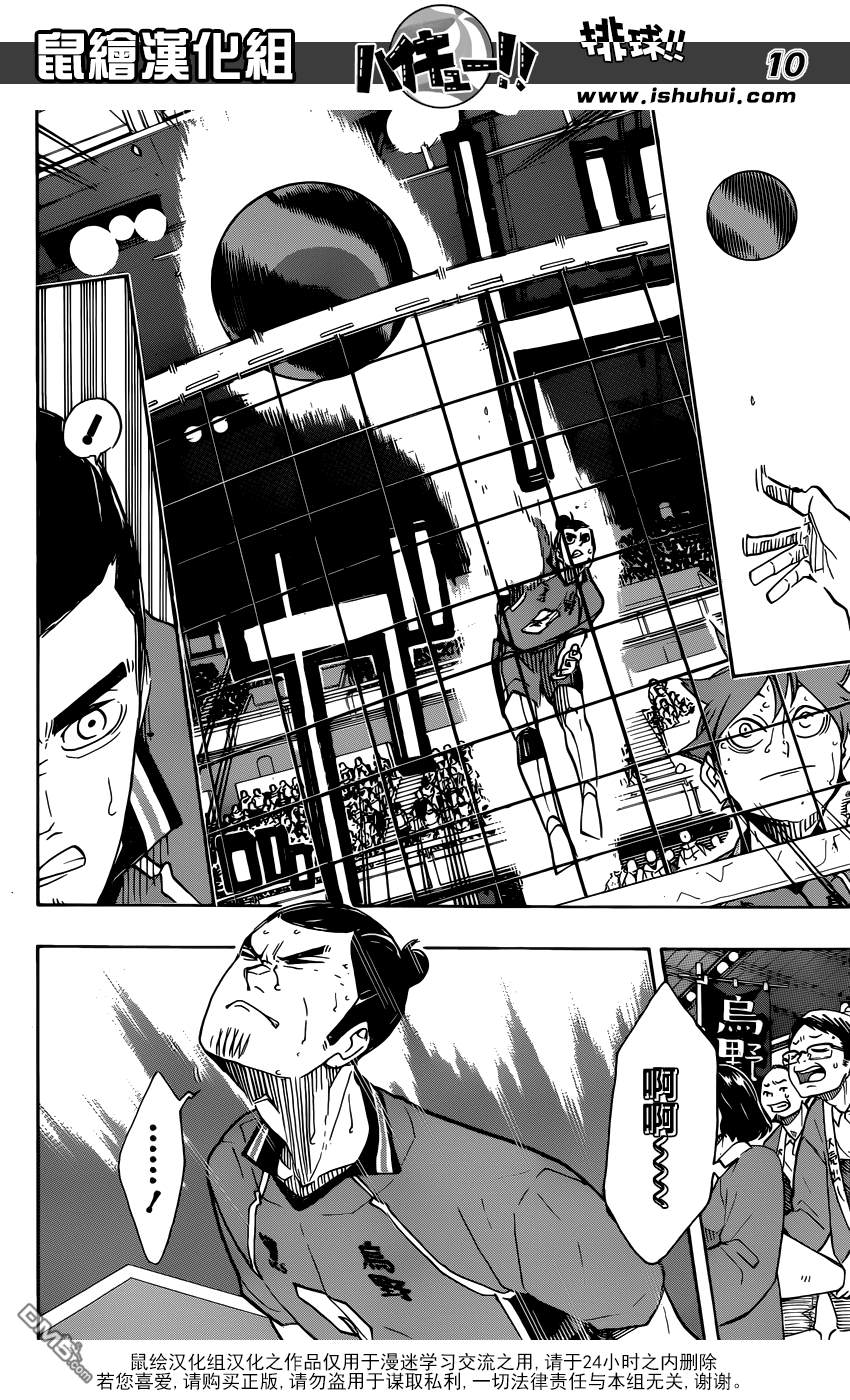 鼠繪漢化組
ハイキュー!!
排球!!
10
www.ishuhui.com
!
烏野
啊啊～～
……!
烏野
DM5.com
鼠绘汉化组汉化之作品仅用于漫迷学习交流之用, 请于24小时之内删除
若您喜爱, 请购买正版, 请勿盗用于谋取私利, 一切法律责任与本组无关, 谢谢。